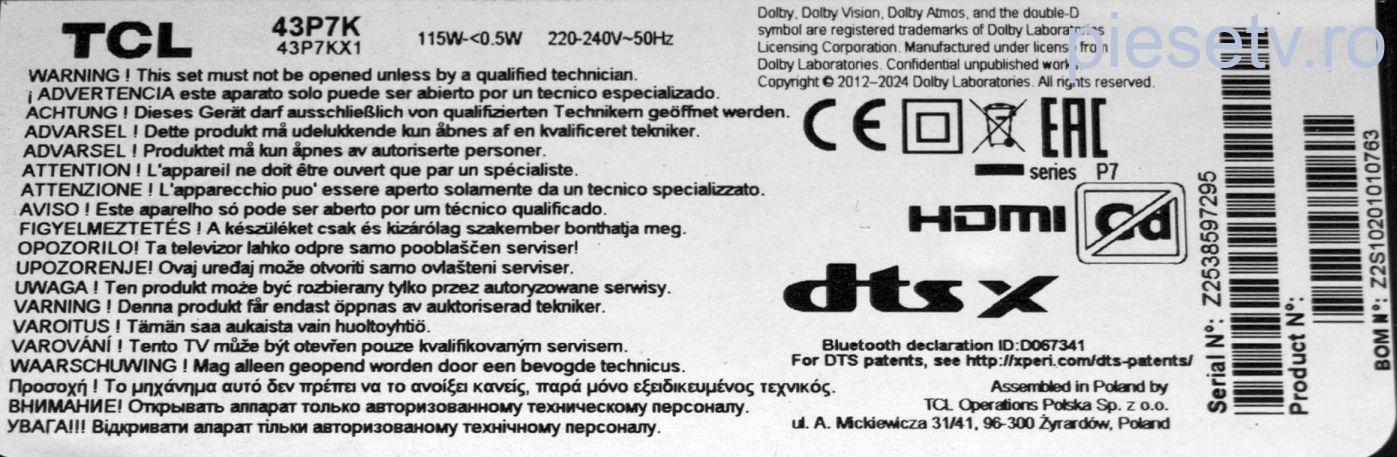 TCL
43P7K
43P7KX1
115W-<0.5W 220-240V~50Hz
WARNING ! This set must not be opened unless by a qualified technician.
¡ ADVERTENCIA este aparato solo puede ser abierto por un tecnico especializado.
ACHTUNG ! Dieses Gerät darf ausschließlich von qualifizierten Technikern geöffnet werden.
ADVARSEL ! Dette produkt må udelukkende kun åbnes af en kvalificeret tekniker.
ADVARSEL ! Produktet må kun åpnes av autoriserte personer.
ATTENTION ! L'appareil ne doit être ouvert que par un spécialiste.
ATTENZIONE ! L'apparecchio puo' essere aperto solamente da un tecnico specializzato.
AVISO ! Este aparelho só pode ser aberto por um técnico qualificado.
FIGYELMEZTETÉS ! A készüléket csak és kizárólag szakember bonthatja meg.
OPOZORILO! Ta televizor lahko odpre samo pooblaščen serviser!
UPOZORENJE! Ovaj uređaj može otvoriti samo ovlašteni serviser.
UWAGA ! Ten produkt może być rozbierany tylko przez autoryzowane serwisy.
VARNING ! Denna produkt får endast öppnas av auktoriserad tekniker.
VAROITUS ! Tämän saa aukaista vain huoltoyhtiö.
VAROVÁNÍ ! Tento TV může být otevřen pouze kvalifikovaným servisem.
WAARSCHUWING ! Mag alleen geopend worden door een bevogde technicus.
Προσοχή ! Το μηχάνημα αυτό δεν πρέπει να το ανοίξει κανείς, παρά μόνο εξειδικευμένος τεχνικός.
ВНИМАНИЕ! Открывать аппарат только авторизованному техническому персоналу.
УВАГА!!! Відкривати апарат тільки авторизованому технічному персоналу.
Dolby, Dolby Vision, Dolby Atmos, and the double-D
symbol are registered trademarks of Dolby Laboratories
Licensing Corporation. Manufactured under license from
Dolby Laboratories. Confidential unpublished works.
Copyright © 2012–2024 Dolby Laboratories. All rights reserved.
piesetv.ro
CE EAC
series P7
HDMI Cd
dts X
Bluetooth declaration ID:D067341
For DTS patents, see http://xperi.com/dts-patents/
Assembled in Poland by
TCL Operations Polska Sp. z o.o.
ul. A. Mickiewicza 31/41, 96-300 Żyrardów, Poland
Serial N°: Z2538597295
Product N°:
BOM N°: Z2S10201010763